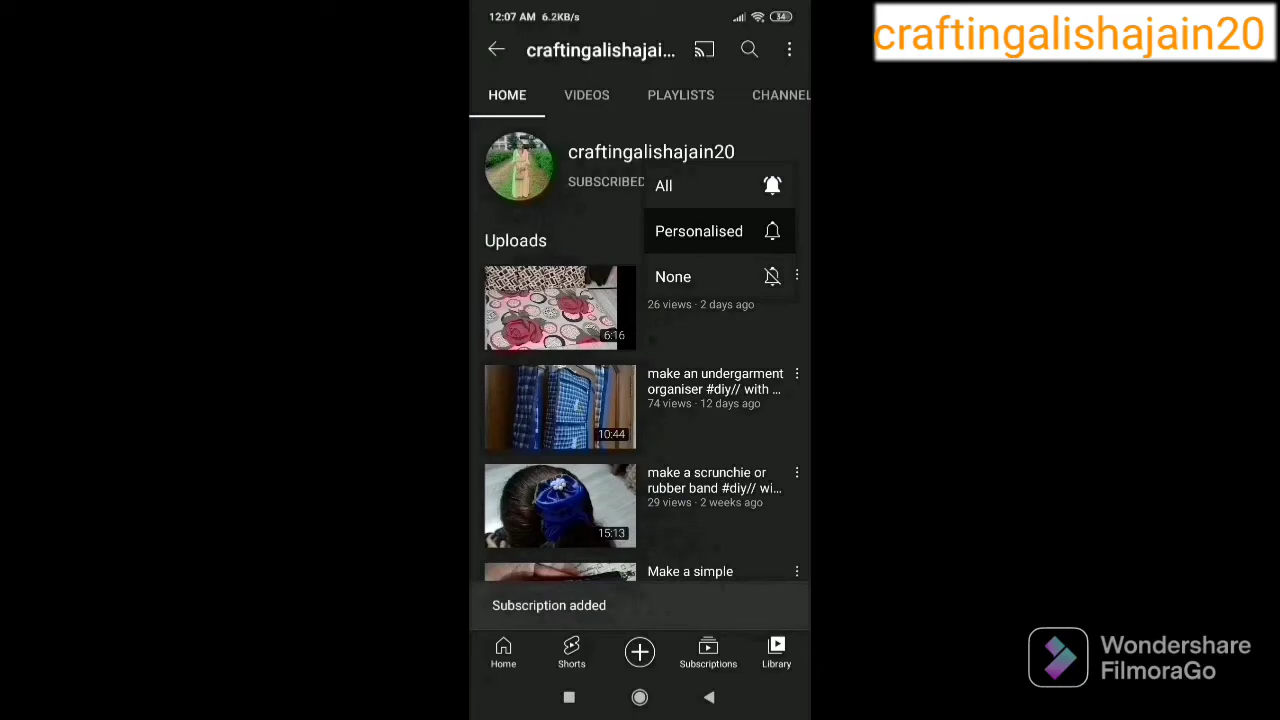 12:07 AM 6.2KB/s
34
craftingalishajain20
craftingalishajai...
HOME VIDEOS PLAYLISTS CHANNEL
craftingalishajain20
SUBSCRIBED
All
Personalised
None
Uploads
26 views · 2 days ago
6:16
make an undergarment
organiser #diy// with ...
74 views · 12 days ago
10:44
make a scrunchie or
rubber band #diy// wi...
29 views · 2 weeks ago
15:13
Make a simple
Subscription added
Home Shorts Subscriptions Library
Wondershare
FilmoraGo